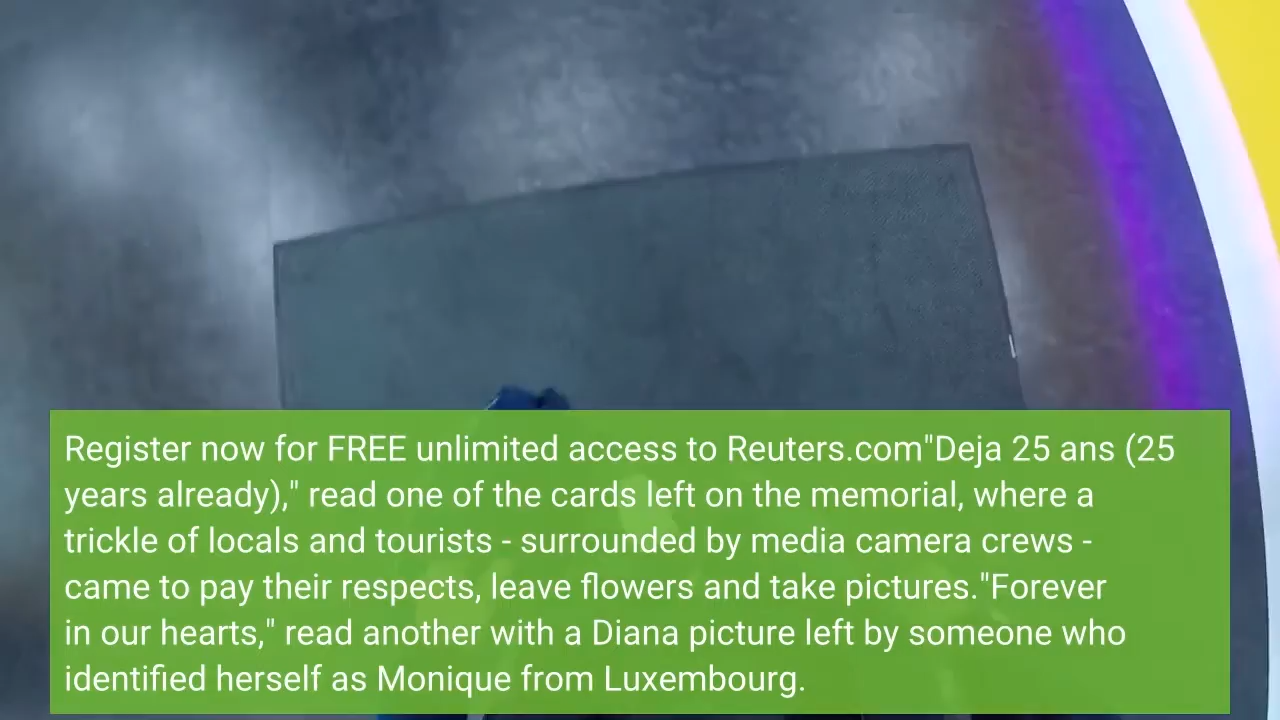 Register now for FREE unlimited access to Reuters.com"Deja 25 ans (25
years already)," read one of the cards left on the memorial, where a
trickle of locals and tourists - surrounded by media camera crews -
came to pay their respects, leave flowers and take pictures."Forever
in our hearts," read another with a Diana picture left by someone who
identified herself as Monique from Luxembourg.